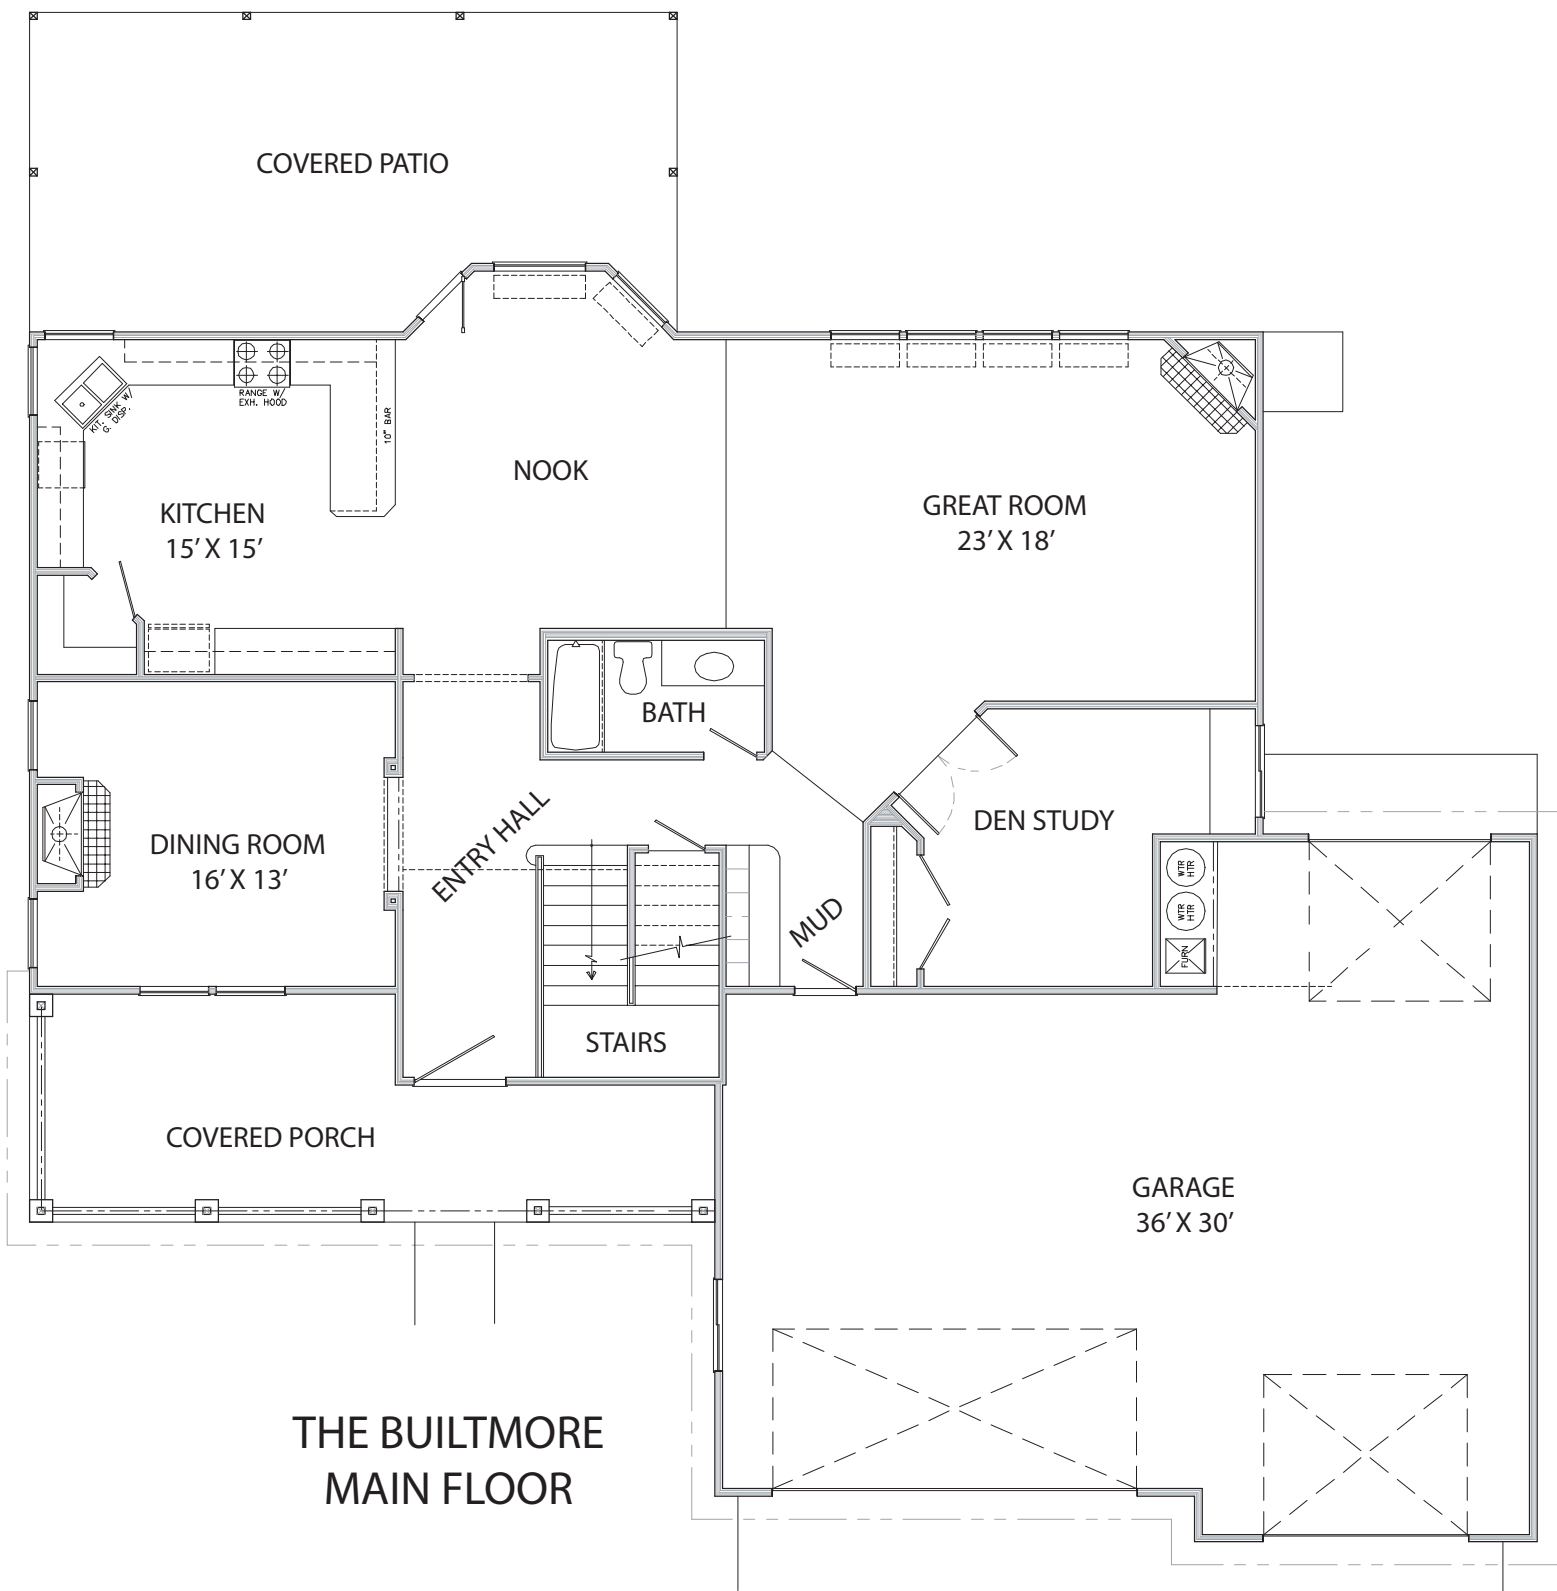 COVERED PATIO
RANGE W/
EXH. HOOD
KIT. SINK W/
G. DISP.
10" BAR
NOOK
KITCHEN
15' X 15'
GREAT ROOM
23' X 18'
BATH
DEN STUDY
DINING ROOM
16' X 13'
ENTRY HALL
WTR
HTR
WTR
HTR
FURN
MUD
STAIRS
COVERED PORCH
GARAGE
36' X 30'
THE BUILTMORE
MAIN FLOOR